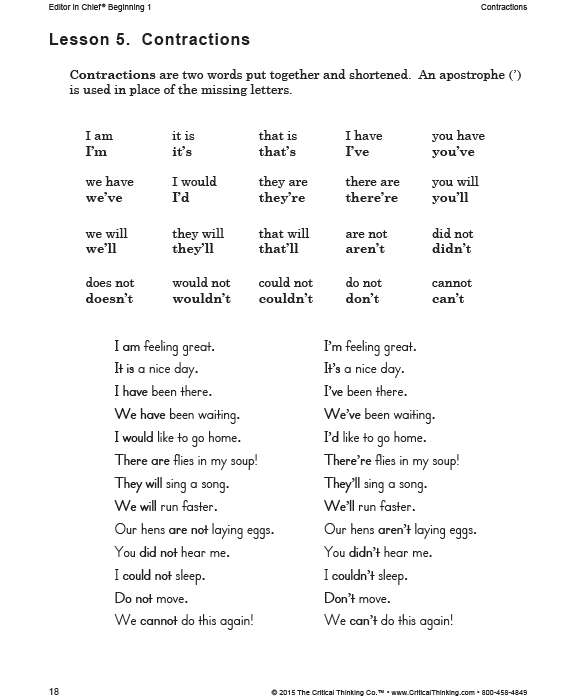 Editor in Chief® Beginning 1 Contractions
Lesson 5. Contractions
Contractions are two words put together and shortened. An apostrophe (’)
is used in place of the missing letters.
I am it is that is I have you have
I’m it’s that’s I’ve you’ve
we have I would they are there are you will
we’ve I’d they’re there’re you’ll
we will they will that will are not did not
we’ll they’ll that’ll aren’t didn’t
does not would not could not do not cannot
doesn’t wouldn’t couldn’t don’t can’t
I am feeling great. I’m feeling great.
It is a nice day. It’s a nice day.
I have been there. I’ve been there.
We have been waiting. We’ve been waiting.
I would like to go home. I’d like to go home.
There are flies in my soup! There’re flies in my soup!
They will sing a song. They’ll sing a song.
We will run faster. We’ll run faster.
Our hens are not laying eggs. Our hens aren’t laying eggs.
You did not hear me. You didn’t hear me.
I could not sleep. I couldn’t sleep.
Do not move. Don’t move.
We cannot do this again! We can’t do this again!
18 © 2015 The Critical Thinking Co.™ • www.CriticalThinking.com • 800-458-4849